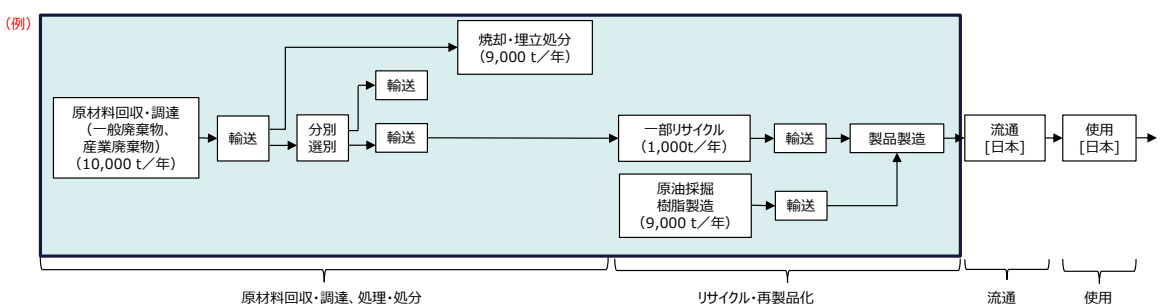 (例)
焼却・埋立処分
(9,000 t/年)
輸送
原材料回収・調達
(一般廃棄物、
産業廃棄物)
(10,000 t/年)
輸送
分別
選別
輸送
一部リサイクル
(1,000t/年)
輸送
製品製造
流通
[日本]
使用
[日本]
原油採掘
樹脂製造
(9,000 t/年)
輸送
原材料回収・調達、処理・処分
リサイクル・再製品化
流通
使用